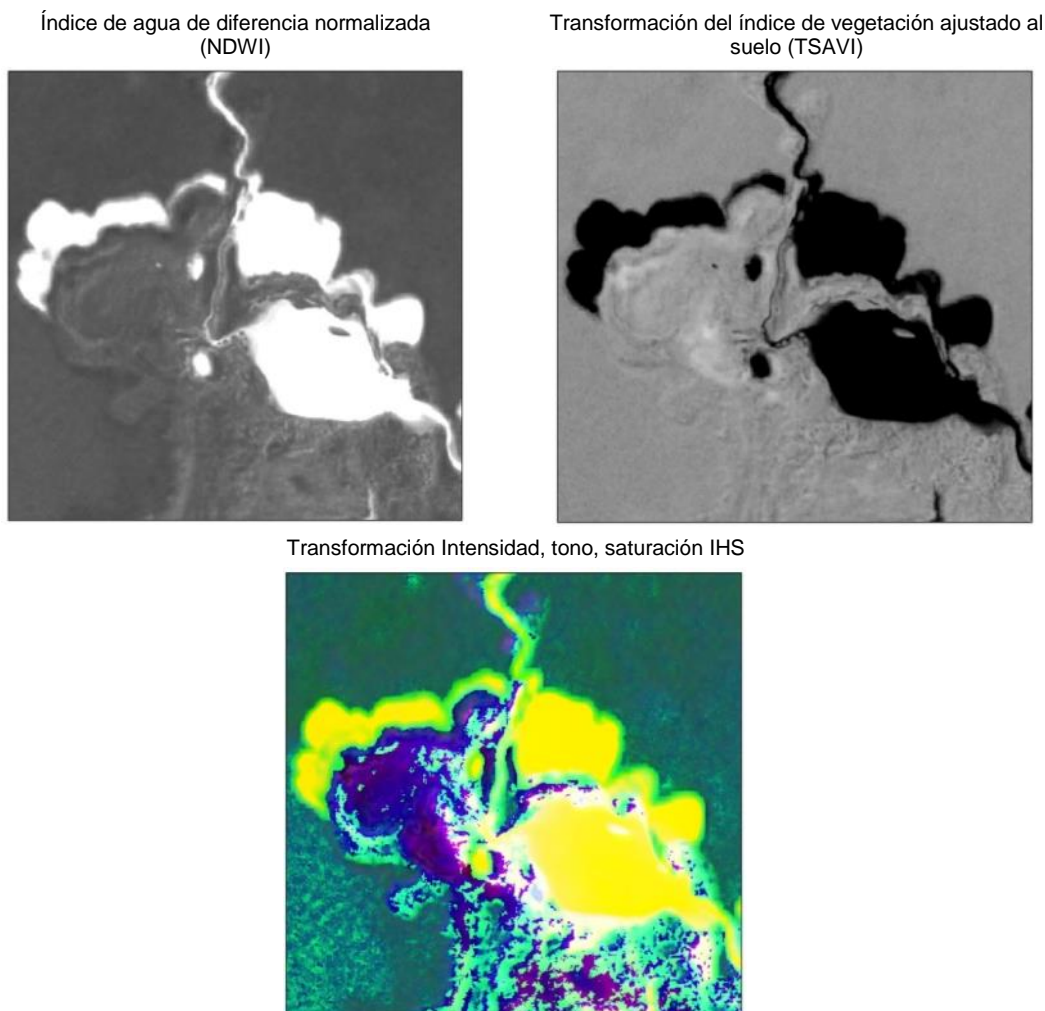 Índice de agua de diferencia normalizada
(NDWI)
Transformación del índice de vegetación ajustado al
suelo (TSAVI)
Transformación Intensidad, tono, saturación IHS